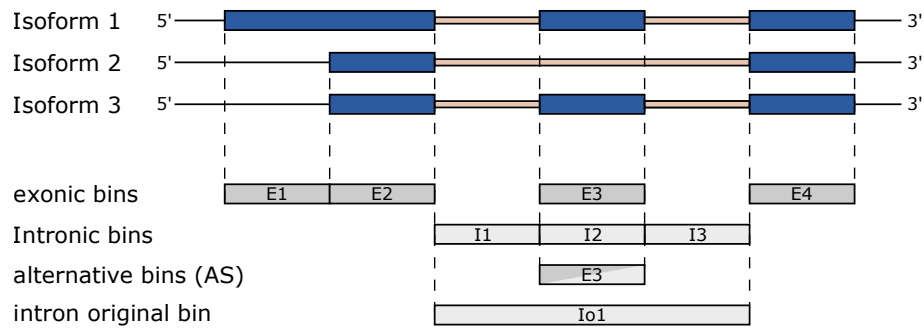 Isoform 1 5' 3'
Isoform 2 5' 3'
Isoform 3 5' 3'
exonic bins E1 E2 E3 E4
Intronic bins I1 I2 I3
alternative bins (AS) E3
intron original bin Io1